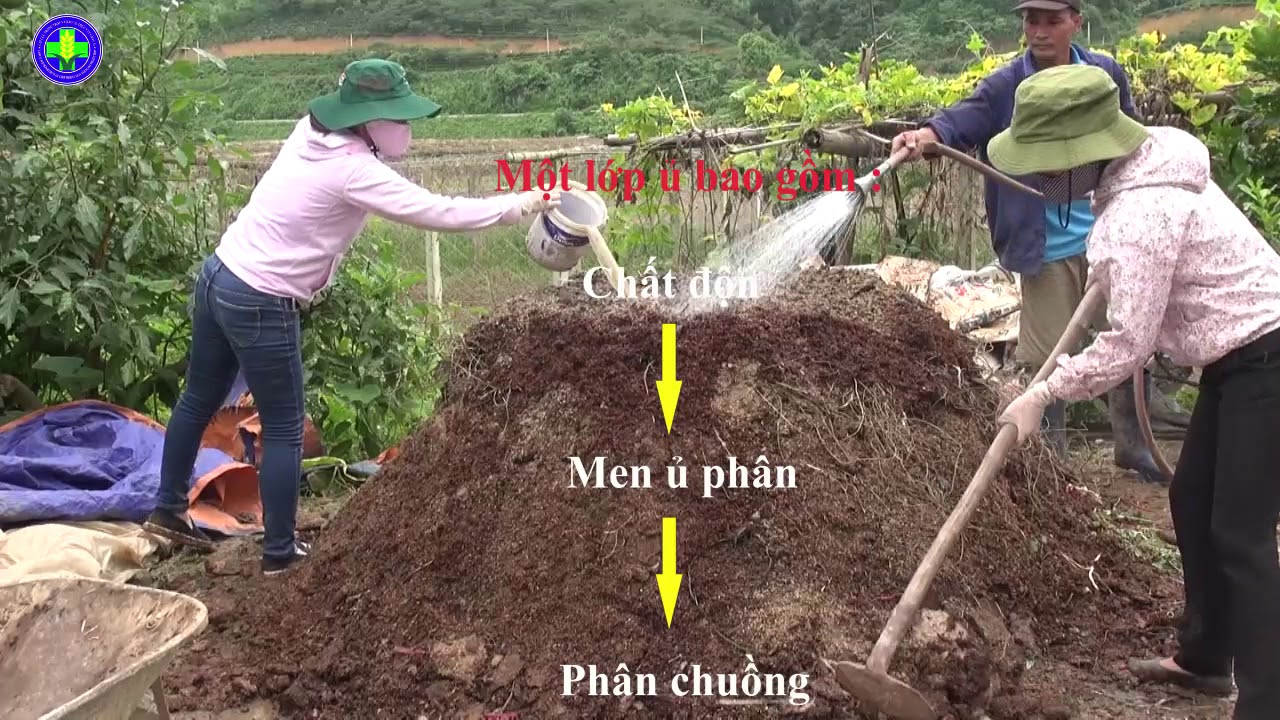 Một lớp ủ bao gồm :
Chất độn
Men ủ phân
Phân chuồng